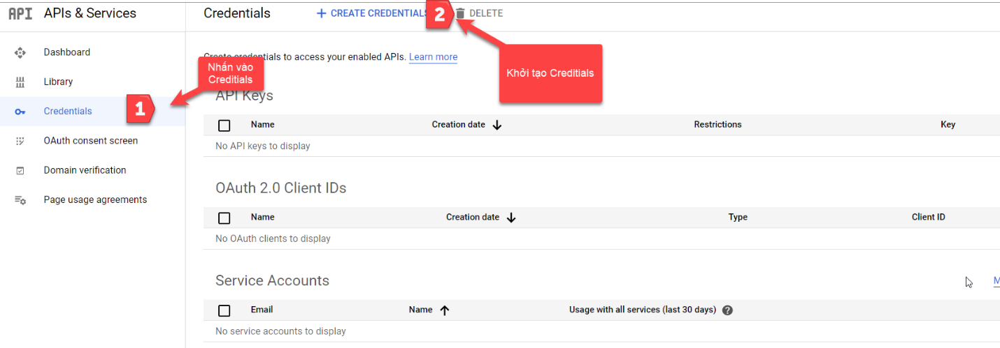 API APIs & Services
Credentials
+ CREATE CREDENTIALS
2
DELETE
Dashboard
Library
Credentials
1
OAuth consent screen
Domain verification
Page usage agreements
Create credentials to access your enabled APIs. Learn more
Nhấn vào
Creditials
Khởi tạo Creditials
API Keys
Name Creation date Restrictions Key
No API keys to display
OAuth 2.0 Client IDs
Name Creation date Type Client ID
No OAuth clients to display
Service Accounts
M
Email Name Usage with all services (last 30 days) ?
No service accounts to display